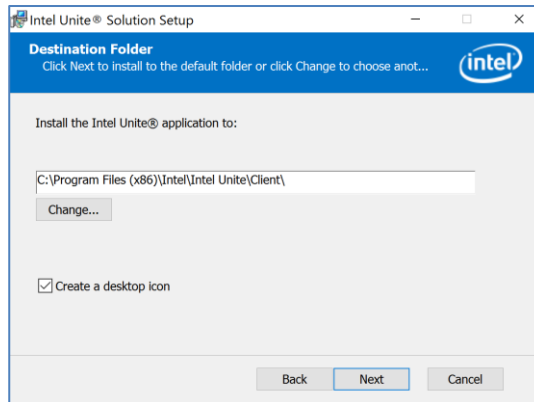 Intel Unite® Solution Setup
Destination Folder
Click Next to install to the default folder or click Change to choose anot...
intel
Install the Intel Unite® application to:
C:\Program Files (x86)\Intel\Intel Unite\Client\
Change...
Create a desktop icon
Back Next Cancel